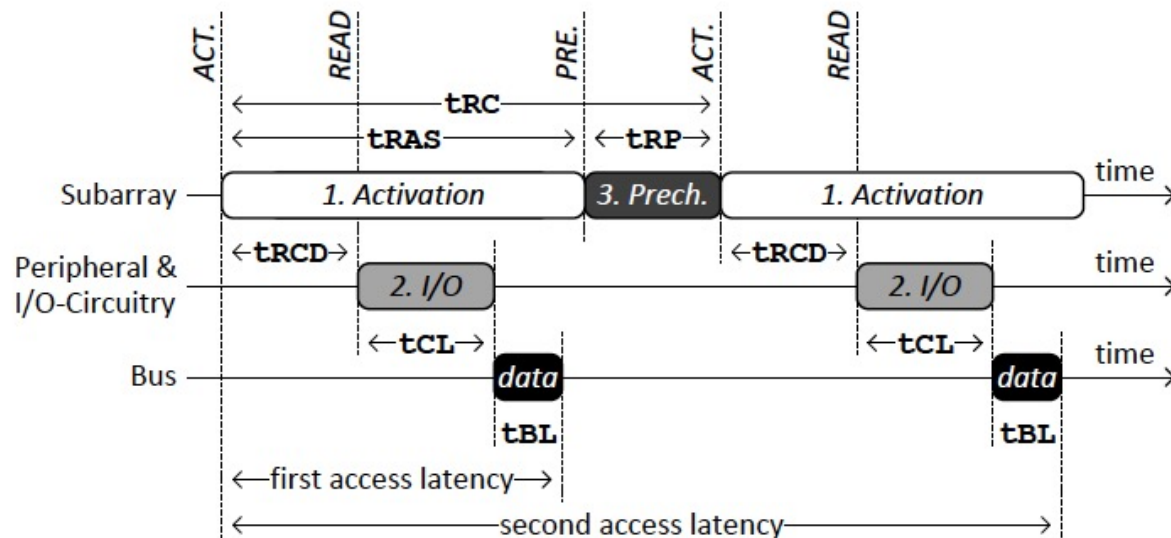 ACT.
READ
PRE.
ACT.
READ
tRC
tRAS
tRP
Subarray
1. Activation
3. Prech.
1. Activation
time
tRCD
tRCD
Peripheral &
I/O-Circuitry
2. I/O
2. I/O
time
tCL
tCL
Bus
data
data
time
tBL
tBL
first access latency
second access latency